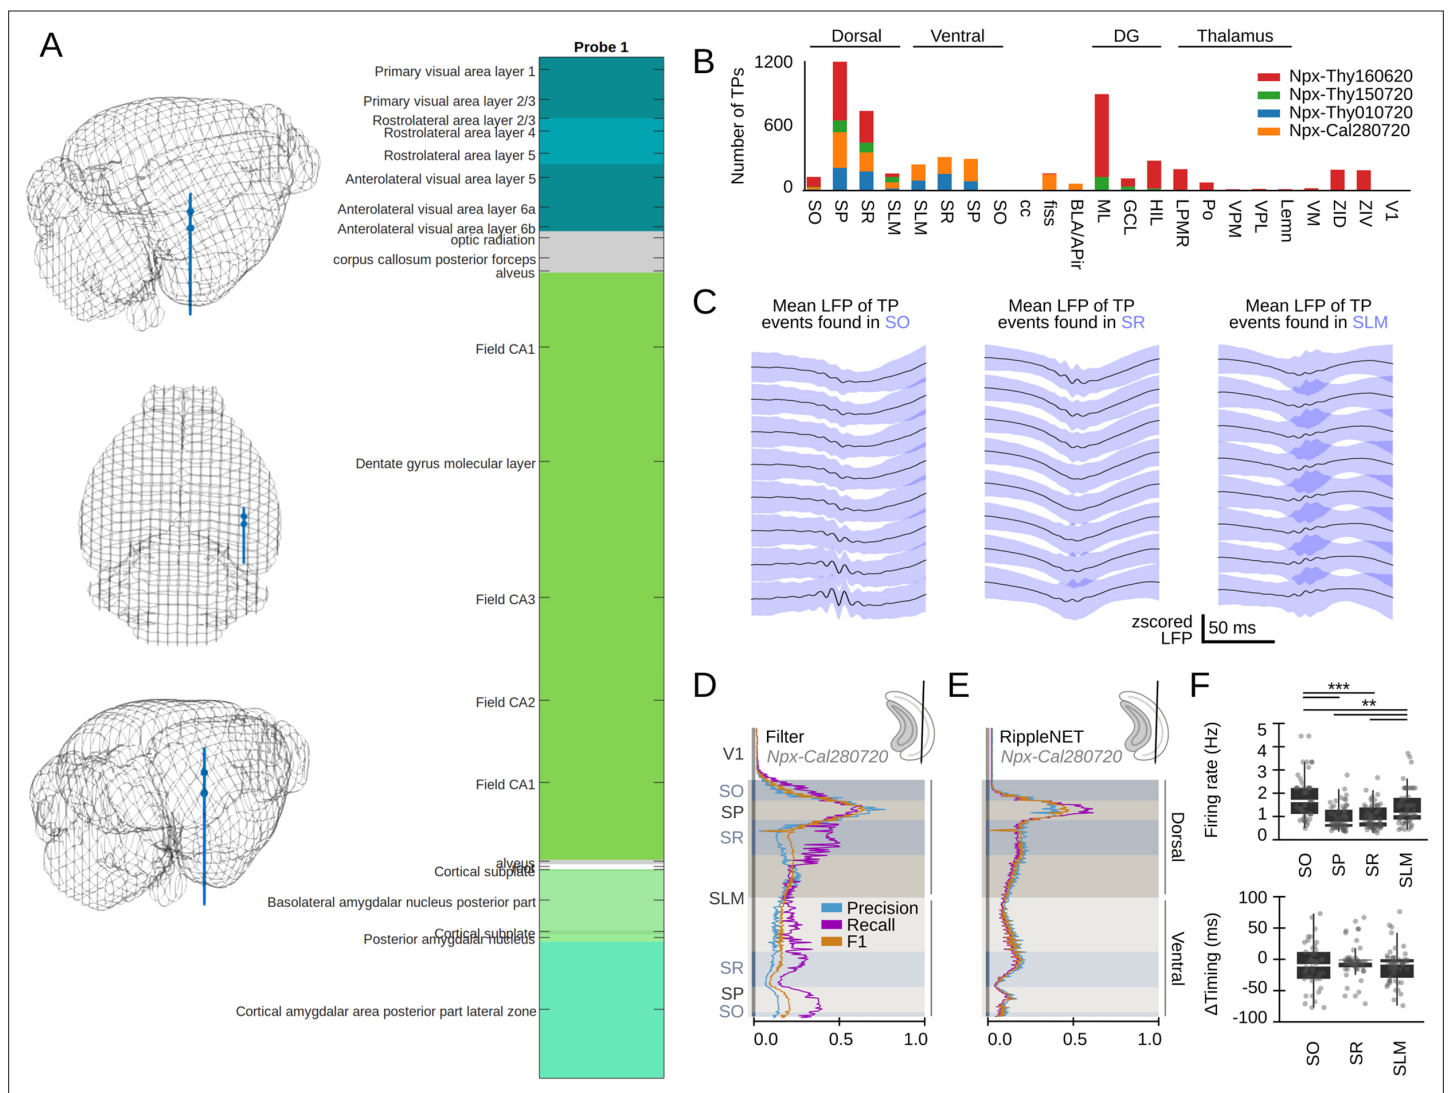 A
Probe 1
Primary visual area layer 1
Primary visual area layer 2/3
Rostrolateral area layer 2/3
Rostrolateral area layer 4
Rostrolateral area layer 5
Anterolateral visual area layer 5
Anterolateral visual area layer 6a
Anterolateral visual area layer 6b
optic radiation
corpus callosum posterior forceps
alveus
Field CA1
Dentate gyrus molecular layer
Field CA3
Field CA2
Field CA1
alveus
Cortical subplate
Basolateral amygdalar nucleus posterior part
Cortical subplate
Posterior amygdalar nucleus
Cortical amygdalar area posterior part lateral zone
B
Dorsal
Ventral
DG
Thalamus
Number of TPs
1200
600
0
Npx-Thy160620
Npx-Thy150720
Npx-Thy010720
Npx-Cal280720
SO
SP
SR
SLM
SLM
SR
SP
SO
cc
fiss
BLA/APir
ML
GCL
HIL
LPMR
Po
VPM
VPL
Lemn
VM
ZID
ZIV
V1
C
Mean LFP of TP
events found in SO
Mean LFP of TP
events found in SR
Mean LFP of TP
events found in SLM
zscored
LFP
50 ms
D
Filter
Npx-Cal280720
V1
SO
SP
SR
SLM
SR
SP
SO
Precision
Recall
F1
0.0
0.5
1.0
E
RippleNET
Npx-Cal280720
Dorsal
Ventral
0.0
0.5
1.0
F
***
**
Firing rate (Hz)
5
4
3
2
1
0
SO
SP
SR
SLM
ΔTiming (ms)
100
50
0
-50
-100
SO
SR
SLM